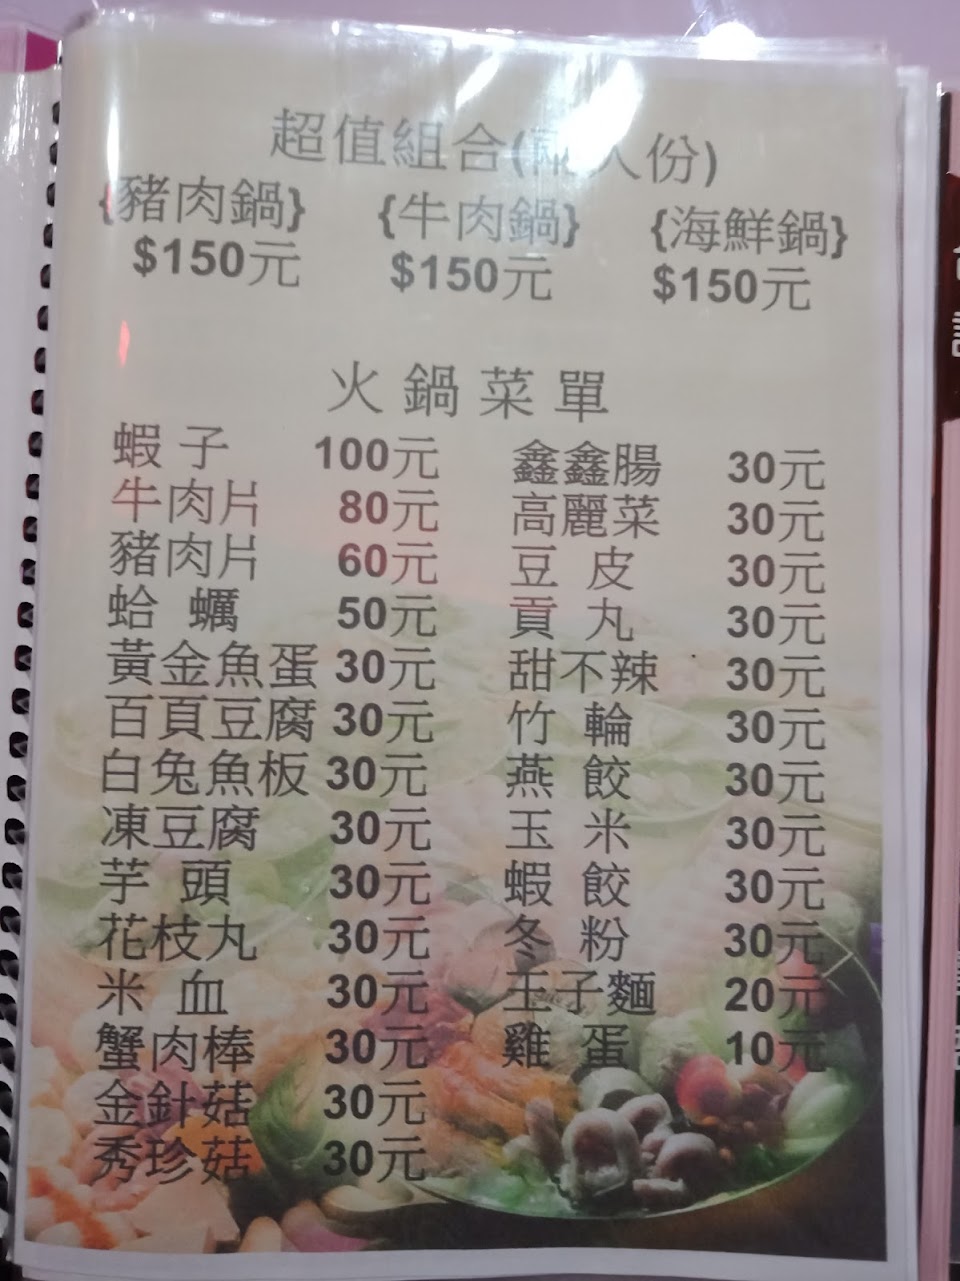 超值組合( 人份)
{豬肉鍋} {牛肉鍋} {海鮮鍋}
$150元 $150元 $150元
火鍋菜單
蝦子 100元 鑫鑫腸 30元
牛肉片 80元 高麗菜 30元
豬肉片 60元 豆皮 30元
蛤蠣 50元 貢丸 30元
黃金魚蛋 30元 甜不辣 30元
百頁豆腐 30元 竹輪 30元
白兔魚板 30元 燕餃 30元
凍豆腐 30元 玉米 30元
芋頭 30元 蝦餃 30元
花枝丸 30元 冬粉 30元
米血 30元 王子麵 20元
蟹肉棒 30元 雞蛋 10元
金針菇 30元
秀珍菇 30元